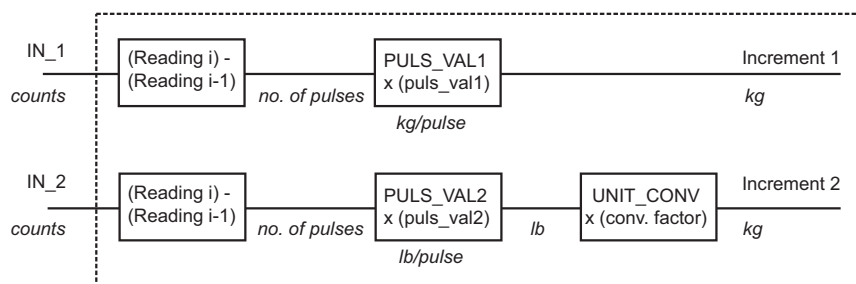 IN_1
(Reading i) -
(Reading i-1)
PULS_VAL1
x (puls_val1)
Increment 1
counts
no. of pulses
kg/pulse
kg
IN_2
(Reading i) -
(Reading i-1)
PULS_VAL2
x (puls_val2)
UNIT_CONV
x (conv. factor)
Increment 2
counts
no. of pulses
lb/pulse
lb
kg